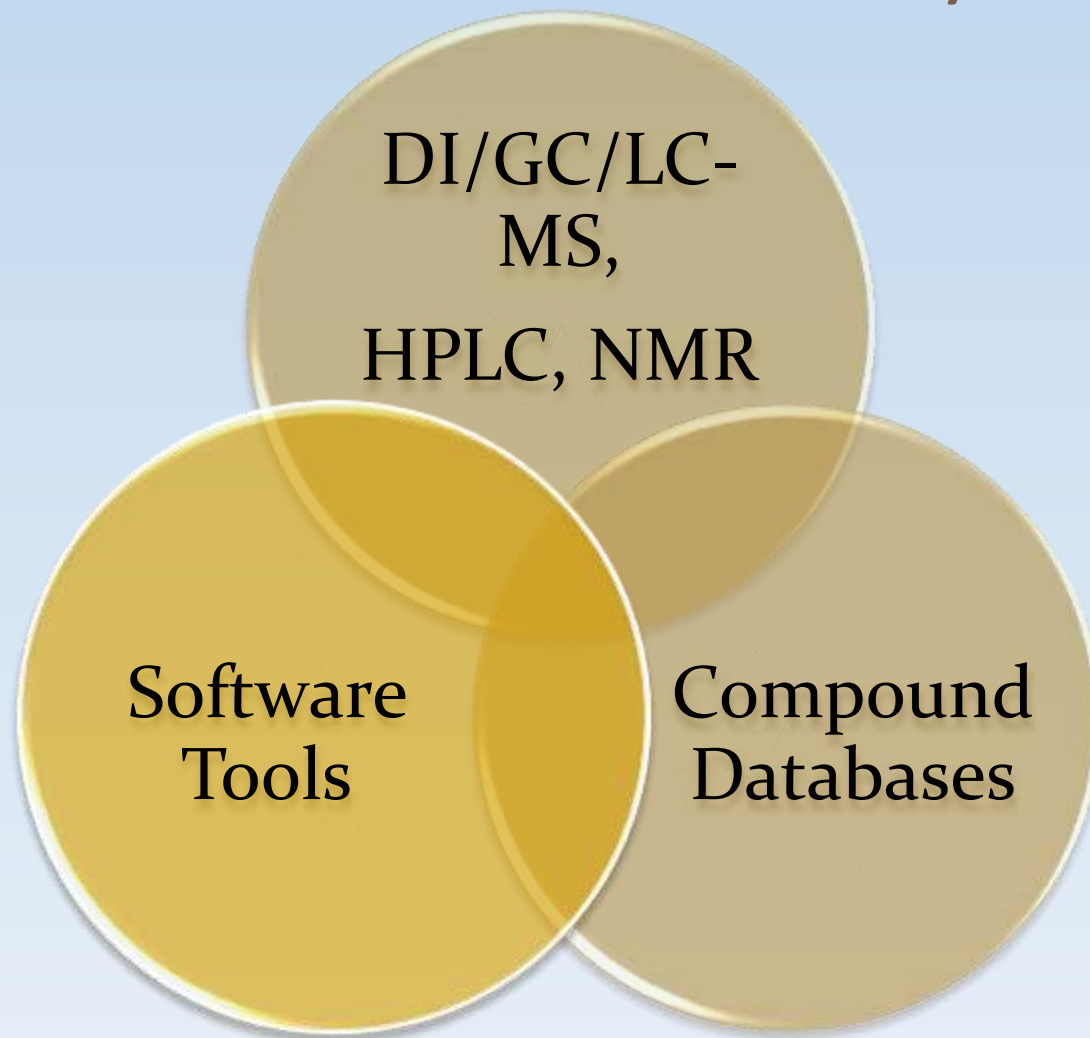 DI/GC/LC-
MS,
HPLC, NMR
Software
Tools
Compound
Databases